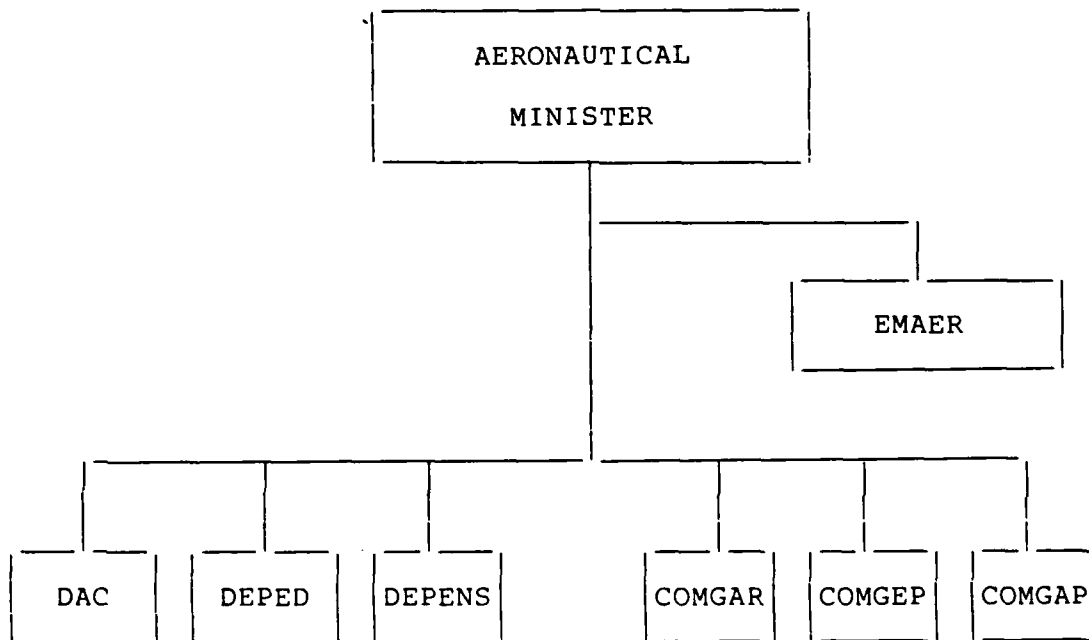 AERONAUTICAL
MINISTER
EMAER
DAC DEPED DEPENS COMGAR COMGEP COMGAP